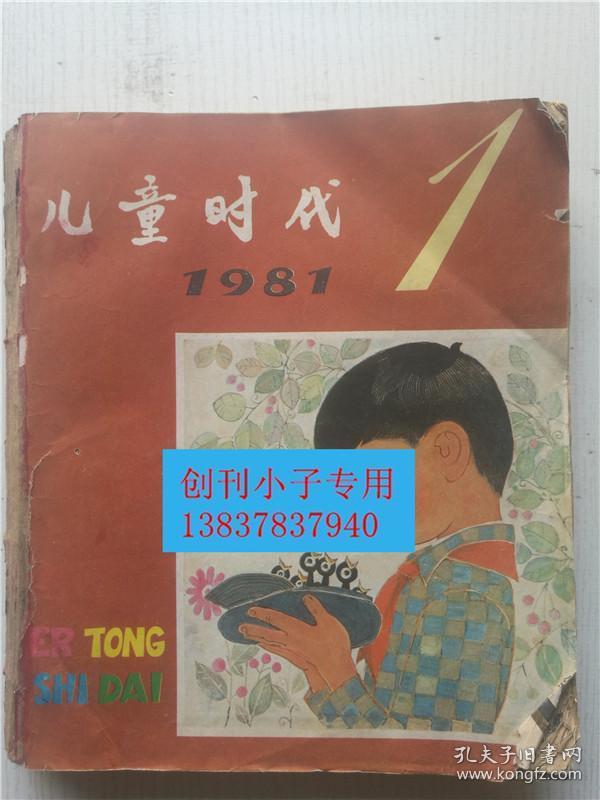 儿童时代
1
1981
创刊小子专用
13837837940
ER TONG
SHI DAI
孔夫子旧书网
www.kongfz.com